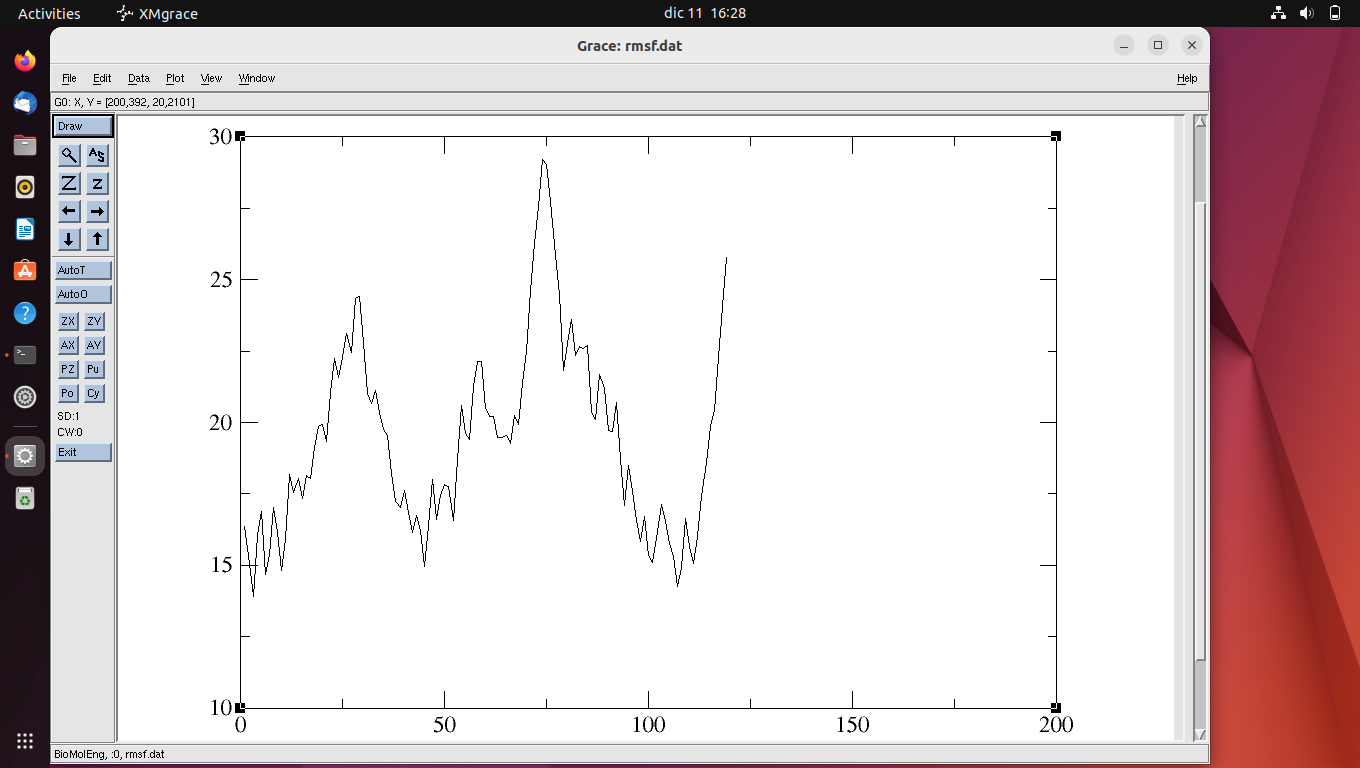 Activities XMgrace dic 11 16:28
Grace: rmsf.dat
File Edit Data Plot View Window Help
G0: X, Y = [200,392, 20,2101]
Draw
A S
Z z
AutoT
AutoO
ZX ZY
AX AY
PZ Pu
Po Cy
SD:1
CW:0
Exit
30
25
20
15
10
0 50 100 150 200
BioMolEng, :0, rmsf.dat